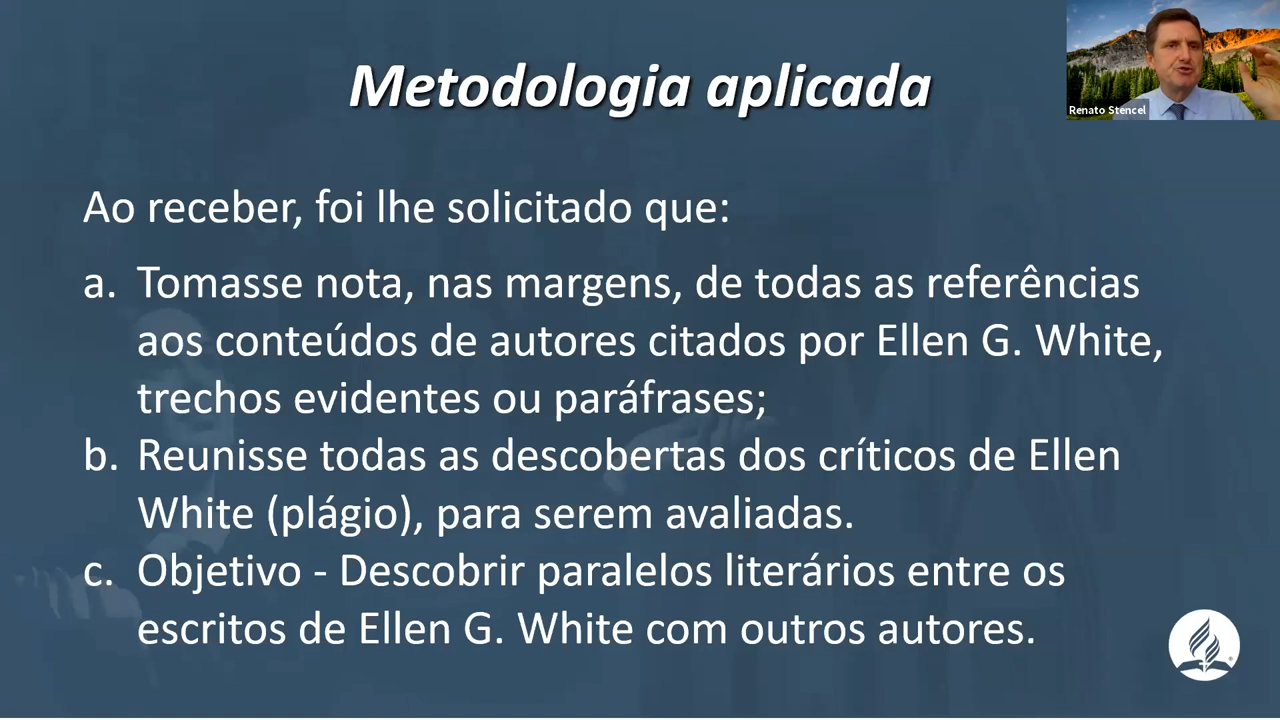 Metodologia aplicada
Renato Stencel
Ao receber, foi lhe solicitado que:
a. Tomasse nota, nas margens, de todas as referências
aos conteúdos de autores citados por Ellen G. White,
trechos evidentes ou paráfrases;
b. Reunisse todas as descobertas dos críticos de Ellen
White (plágio), para serem avaliadas.
c. Objetivo - Descobrir paralelos literários entre os
escritos de Ellen G. White com outros autores.